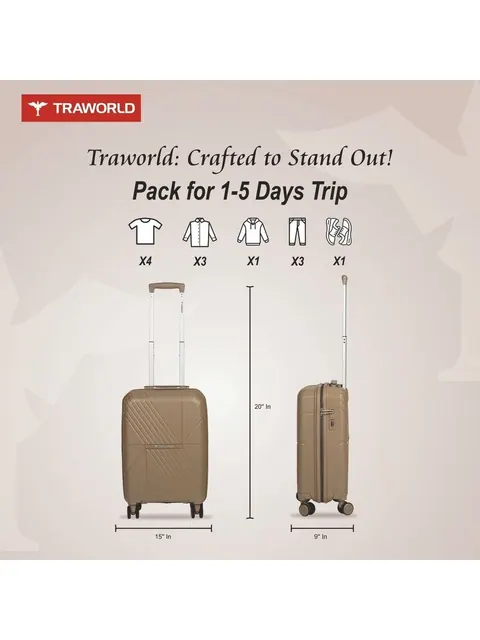 TRAWORLD
Traworld: Crafted to Stand Out!
Pack for 1-5 Days Trip
X4 X3 X1 X3 X1
20" In
15" In
9" In